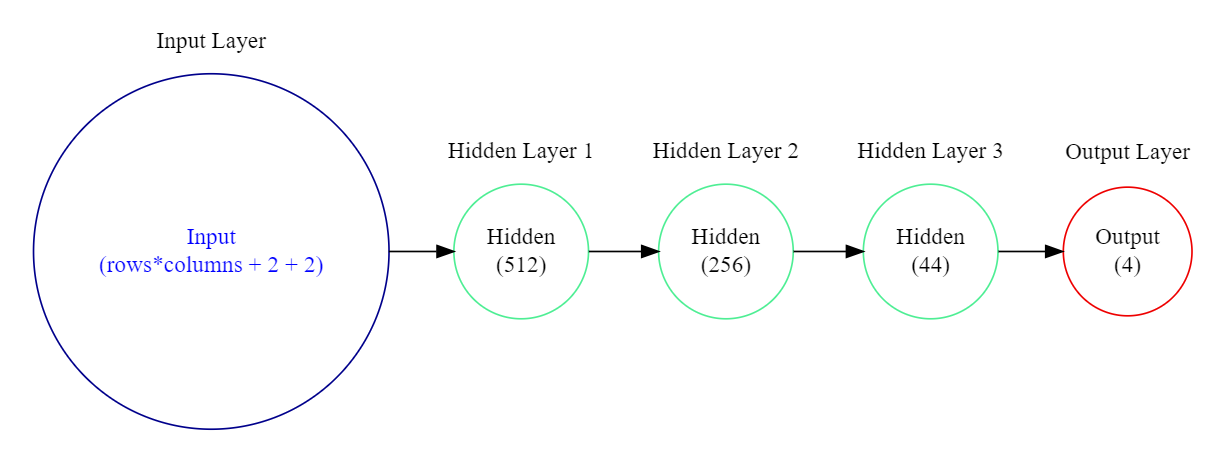 Input Layer
Input
(rows*columns + 2 + 2)
Hidden Layer 1
Hidden
(512)
Hidden Layer 2
Hidden
(256)
Hidden Layer 3
Hidden
(44)
Output Layer
Output
(4)